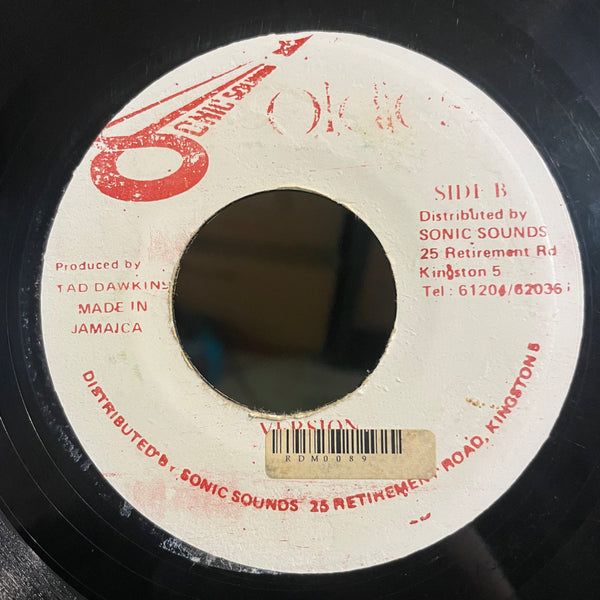 SONIC SOUNDS
SIDE B
Distributed by
SONIC SOUNDS
25 Retirement Rd
Kingston 5
Produced by
TAD DAWKINS
MADE IN
JAMAICA
VERSION
RDM0089
DISTRIBUTED BY SONIC SOUNDS 25 RETIREMENT ROAD, KINGSTON 5